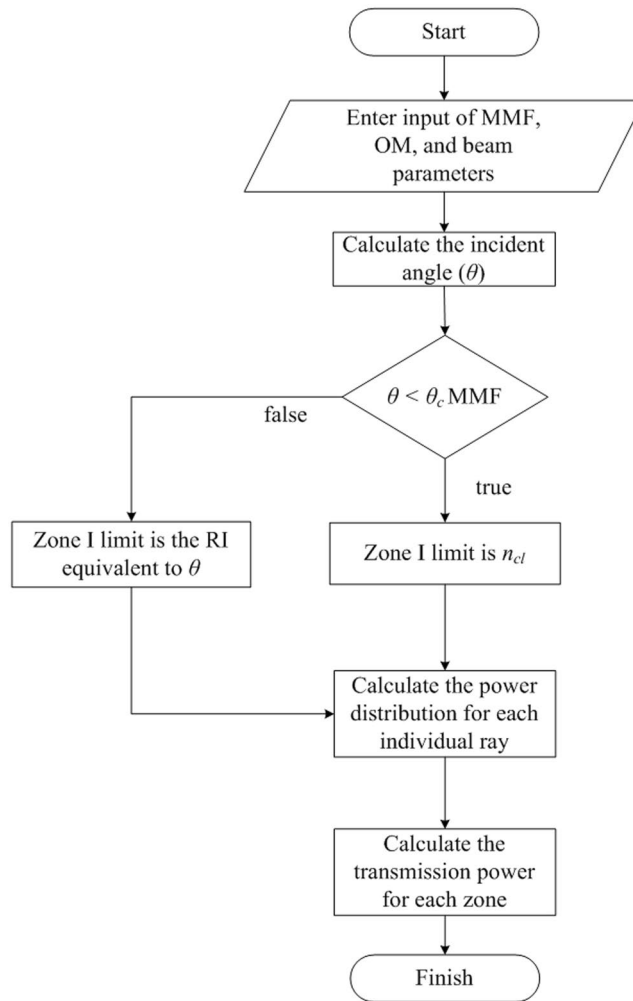 Start
Enter input of MMF,
OM, and beam
parameters
Calculate the incident
angle (θ)
θ < θc MMF
false
true
Zone I limit is the RI
equivalent to θ
Zone I limit is ncl
Calculate the power
distribution for each
individual ray
Calculate the
transmission power
for each zone
Finish